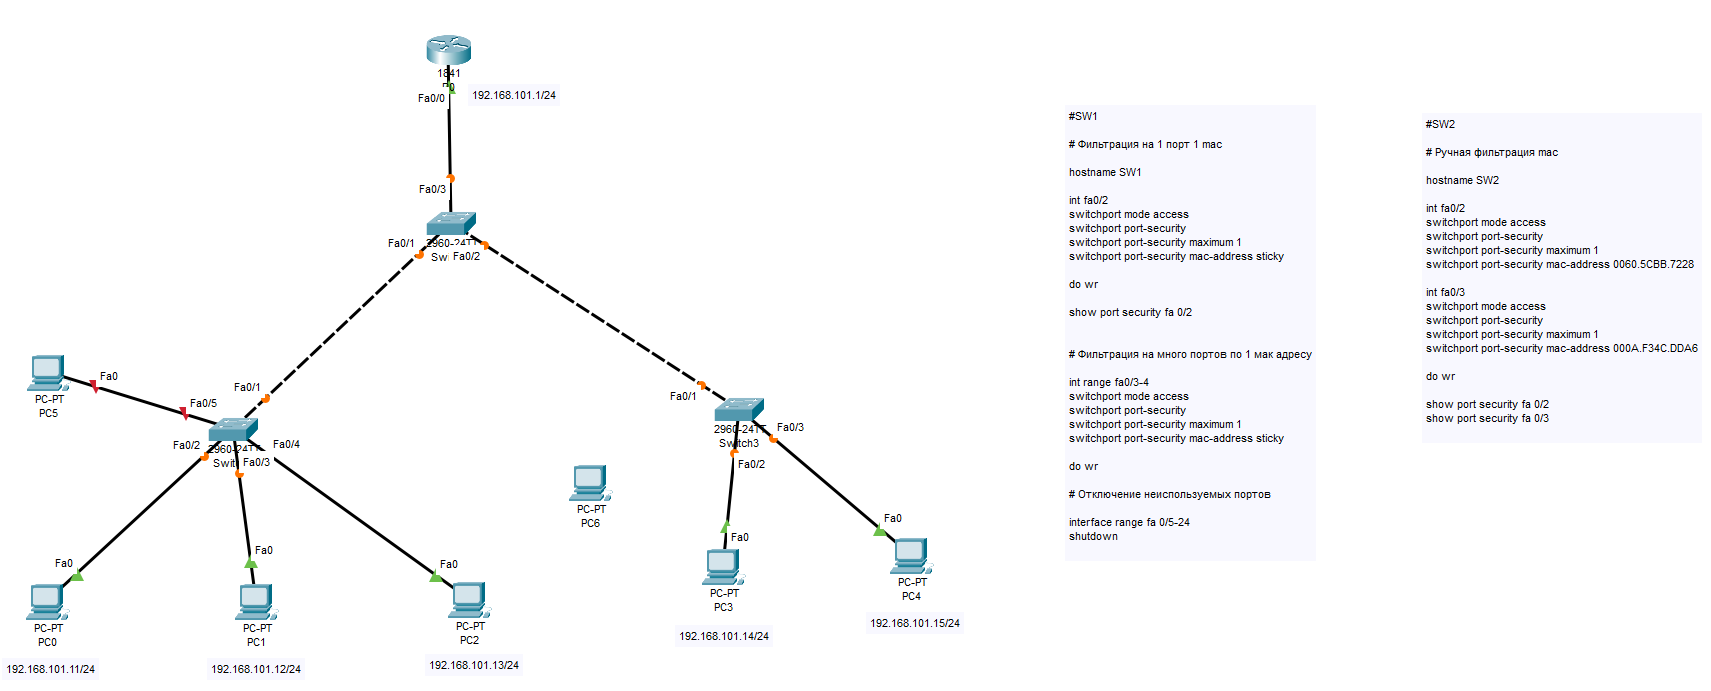 1841
192.168.101.1/24
Fa0/0
Fa0/3
Fa0/1
2960-24TT
Fa0/2
Fa0
PC-PT
PC5
Fa0/5
Fa0/1
Fa0/2
Fa0/4
Fa0/3
Fa0/1
2960-24TT
Switch3
Fa0/3
Fa0/2
PC-PT
PC6
Fa0
PC-PT
PC0
192.168.101.11/24
Fa0
PC-PT
PC1
192.168.101.12/24
Fa0
PC-PT
PC2
192.168.101.13/24
Fa0
PC-PT
PC3
192.168.101.14/24
Fa0
PC-PT
PC4
192.168.101.15/24
#SW1
# Фильтрация на 1 порт 1 mac
hostname SW1
int fa0/2
switchport mode access
switchport port-security
switchport port-security maximum 1
switchport port-security mac-address sticky
do wr
show port security fa 0/2
# Фильтрация на много портов по 1 мак адресу
int range fa0/3-4
switchport mode access
switchport port-security
switchport port-security maximum 1
switchport port-security mac-address sticky
do wr
# Отключение неиспользуемых портов
interface range fa 0/5-24
shutdown
#SW2
# Ручная фильтрация mac
hostname SW2
int fa0/2
switchport mode access
switchport port-security
switchport port-security maximum 1
switchport port-security mac-address 0060.5CBB.7228
int fa0/3
switchport mode access
switchport port-security
switchport port-security maximum 1
switchport port-security mac-address 000A.F34C.DDA6
do wr
show port security fa 0/2
show port security fa 0/3